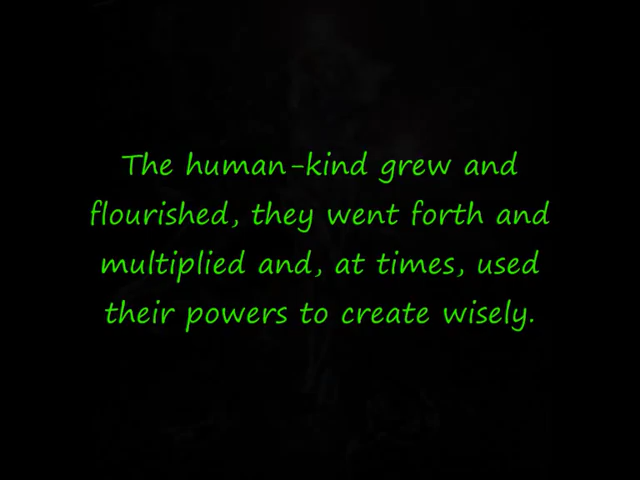 The human-kind grew and
flourished, they went forth and
multiplied and, at times, used
their powers to create wisely.